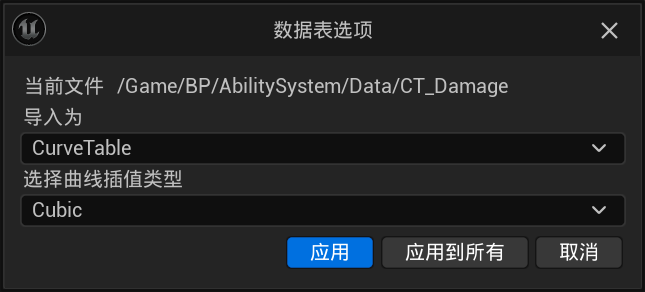 数据表选项
当前文件 /Game/BP/AbilitySystem/Data/CT_Damage
导入为
CurveTable
选择曲线插值类型
Cubic
应用 应用到所有 取消